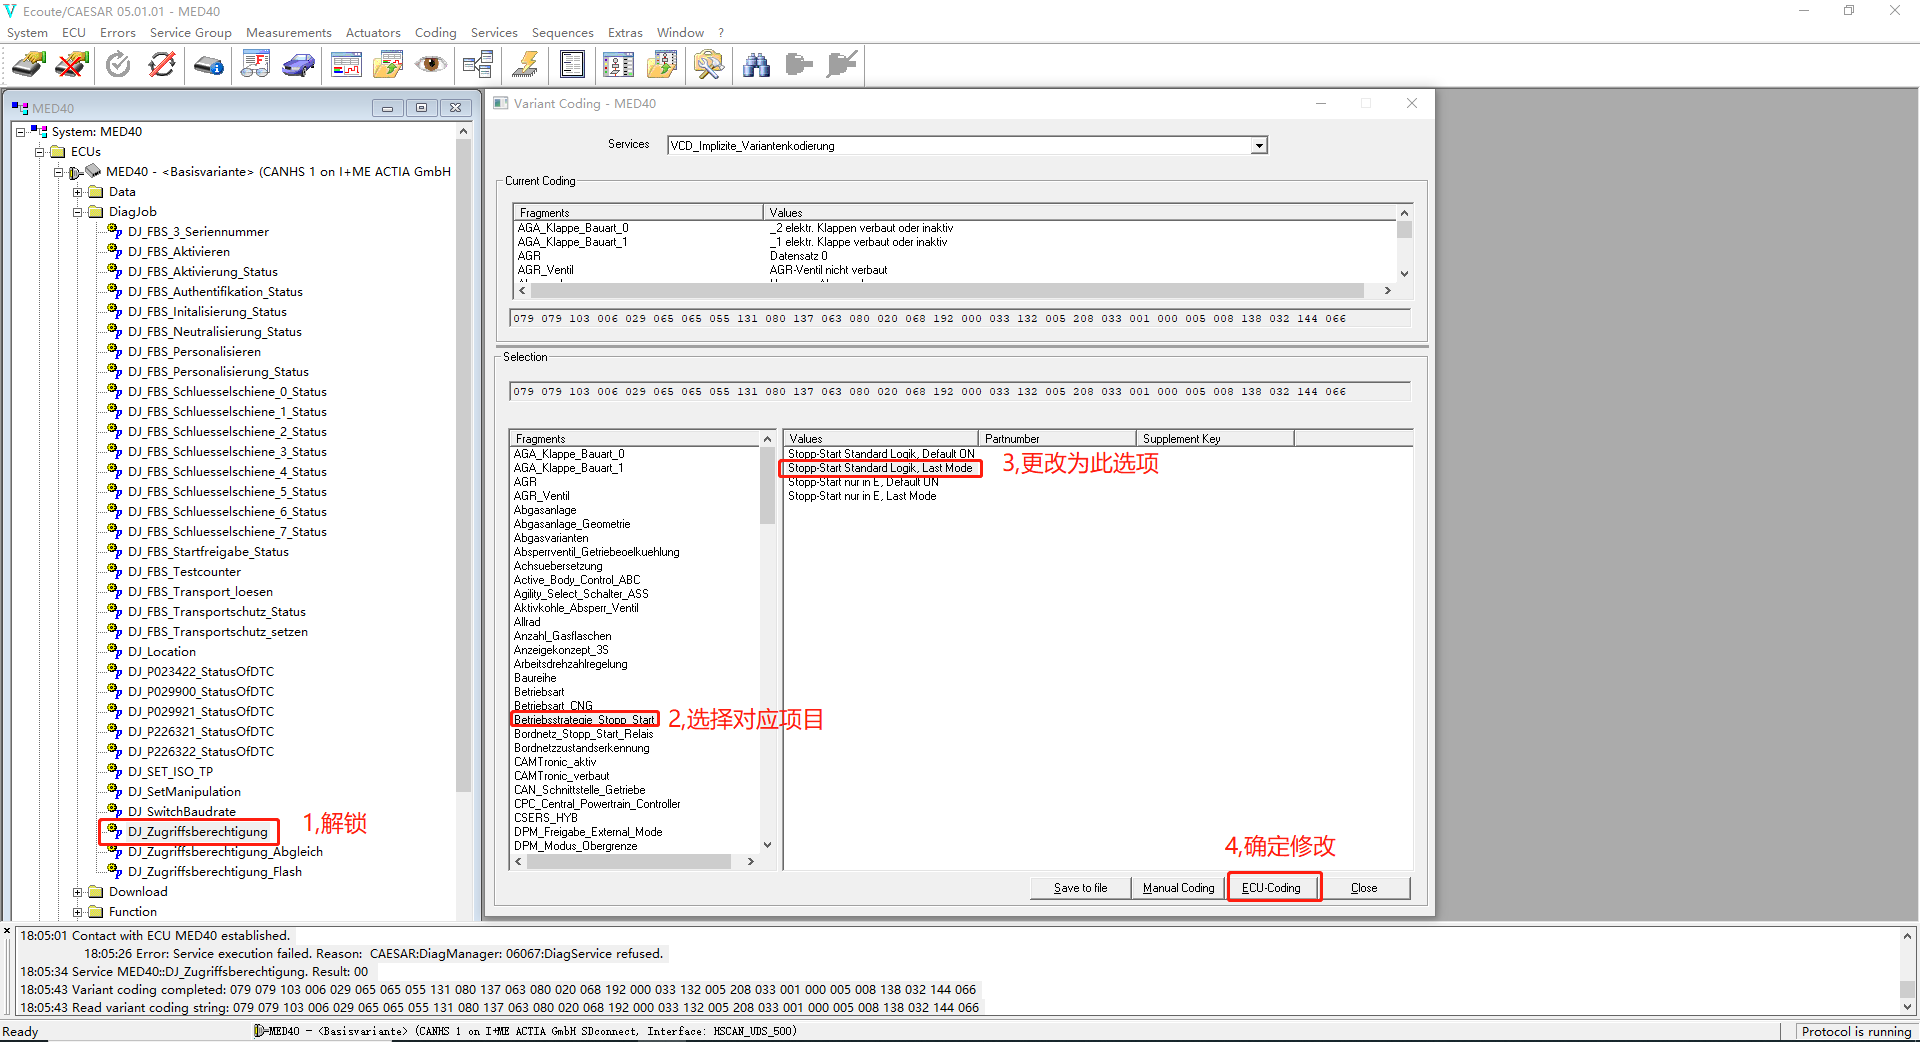 Ecoute/CAESAR 05.01.01 - MED40
System ECU Errors Service Group Measurements Actuators Coding Services Sequences Extras Window ?
MED40
System: MED40
ECUs
MED40 - <Basisvariante> (CANHS 1 on I+ME ACTIA GmbH
Data
DiagJob
DJ_FBS_3_Seriennummer
DJ_FBS_Aktivieren
DJ_FBS_Aktivierung_Status
DJ_FBS_Authentifikation_Status
DJ_FBS_Initalisierung_Status
DJ_FBS_Neutralisierung_Status
DJ_FBS_Personalisieren
DJ_FBS_Personalisierung_Status
DJ_FBS_Schluesselschiene_0_Status
DJ_FBS_Schluesselschiene_1_Status
DJ_FBS_Schluesselschiene_2_Status
DJ_FBS_Schluesselschiene_3_Status
DJ_FBS_Schluesselschiene_4_Status
DJ_FBS_Schluesselschiene_5_Status
DJ_FBS_Schluesselschiene_6_Status
DJ_FBS_Schluesselschiene_7_Status
DJ_FBS_Startfreigabe_Status
DJ_FBS_Testcounter
DJ_FBS_Transport_loesen
DJ_FBS_Transportschutz_Status
DJ_FBS_Transportschutz_setzen
DJ_Location
DJ_P023422_StatusOfDTC
DJ_P029900_StatusOfDTC
DJ_P029921_StatusOfDTC
DJ_P226321_StatusOfDTC
DJ_P226322_StatusOfDTC
DJ_SET_ISO_TP
DJ_SetManipulation
DJ_SwitchBaudrate
DJ_Zugriffsberechtigung
1,解锁
DJ_Zugriffsberechtigung_Abgleich
DJ_Zugriffsberechtigung_Flash
Download
Function
Variant Coding - MED40
Services VCD_Implizite_Variantenkodierung
Current Coding
Fragments Values
AGA_Klappe_Bauart_0 _2 elektr. Klappen verbaut oder inaktiv
AGA_Klappe_Bauart_1 _1 elektr. Klappe verbaut oder inaktiv
AGR Datensatz 0
AGR_Ventil AGR-Ventil nicht verbaut
079 079 103 006 029 065 065 055 131 080 137 063 080 020 068 192 000 033 132 005 208 033 001 000 005 008 138 032 144 066
Selection
079 079 103 006 029 065 065 055 131 080 137 063 080 020 068 192 000 033 132 005 208 033 001 000 005 008 138 032 144 066
Fragments
AGA_Klappe_Bauart_0
AGA_Klappe_Bauart_1
AGR
AGR_Ventil
Abgasanlage
Abgasanlage_Geometrie
Abgasvarianten
Absperrventil_Getriebeoelkuehlung
Achsuebersetzung
Active_Body_Control_ABC
Agility_Select_Schalter_ASS
Aktivkohle_Absperr_Ventil
Allrad
Anzahl_Gasflaschen
Anzeigekonzept_3S
Arbeitsdrehzahlregelung
Baureihe
Betriebsart
Betriebsart_CNG
Betriebsstrategie_Stopp_Start
2,选择对应项目
Bordnetz_Stopp_Start_Relais
Bordnetzzustandserkennung
CAMTronic_aktiv
CAMTronic_verbaut
CAN_Schnittstelle_Getriebe
CPC_Central_Powertrain_Controller
CSERS_HYB
DPM_Freigabe_External_Mode
DPM_Modus_Obergrenze
Values Partnumber Supplement Key
Stopp-Start Standard Logik, Default ON
Stopp-Start Standard Logik, Last Mode
3,更改为此选项
Stopp-Start nur in E, Default ON
Stopp-Start nur in E, Last Mode
4,确定修改
Save to file Manual Coding ECU-Coding Close
18:05:01 Contact with ECU MED40 established.
18:05:26 Error: Service execution failed. Reason: CAESAR:DiagManager: 06067:DiagService refused.
18:05:34 Service MED40::DJ_Zugriffsberechtigung. Result: 00
18:05:43 Variant coding completed: 079 079 103 006 029 065 065 055 131 080 137 063 080 020 068 192 000 033 132 005 208 033 001 000 005 008 138 032 144 066
18:05:43 Read variant coding string: 079 079 103 006 029 065 065 055 131 080 137 063 080 020 068 192 000 033 132 005 208 033 001 000 005 008 138 032 144 066
Ready MED40 - <Basisvariante> (CANHS 1 on I+ME ACTIA GmbH SDconnect, Interface: HSCAN_UDS_500) Protocol is running